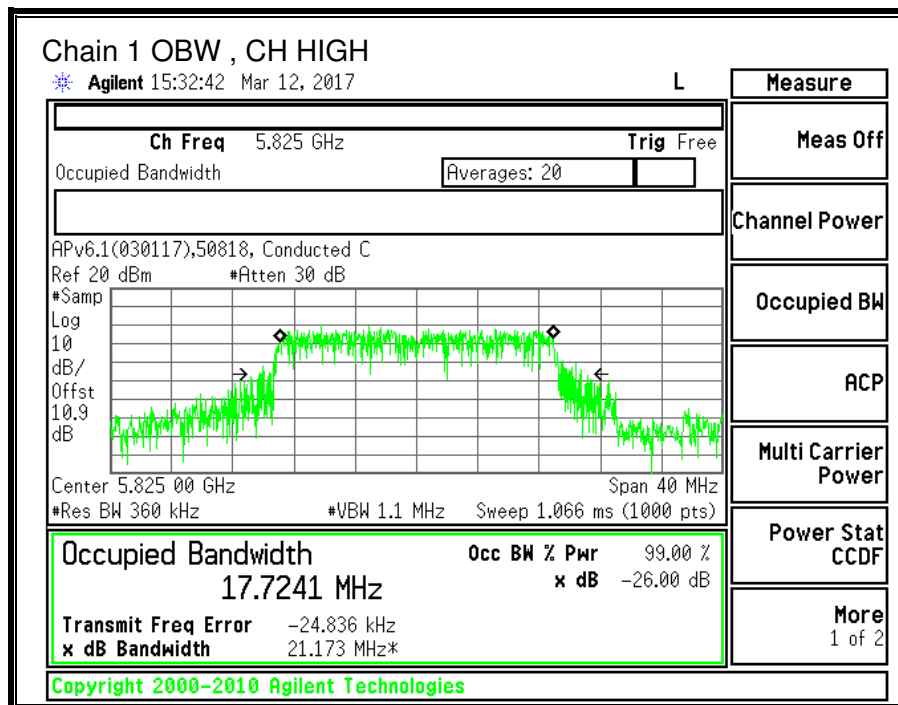 Chain 1 OBW , CH HIGH
Agilent 15:32:42 Mar 12, 2017 L
Measure
Ch Freq 5.825 GHz Trig Free
Meas Off
Occupied Bandwidth Averages: 20
Channel Power
APv6.1(030117),50818, Conducted C
Ref 20 dBm #Atten 30 dB
#Samp
Log
10
dB/
Offst
10.9
dB
Occupied BW
ACP
Multi Carrier
Power
Center 5.825 00 GHz Span 40 MHz
#Res BW 360 kHz #VBW 1.1 MHz Sweep 1.066 ms (1000 pts)
Power Stat
CCDF
Occupied Bandwidth Occ BW % Pwr 99.00 %
17.7241 MHz x dB -26.00 dB
Transmit Freq Error -24.836 kHz
x dB Bandwidth 21.173 MHz*
More
1 of 2
Copyright 2000-2010 Agilent Technologies